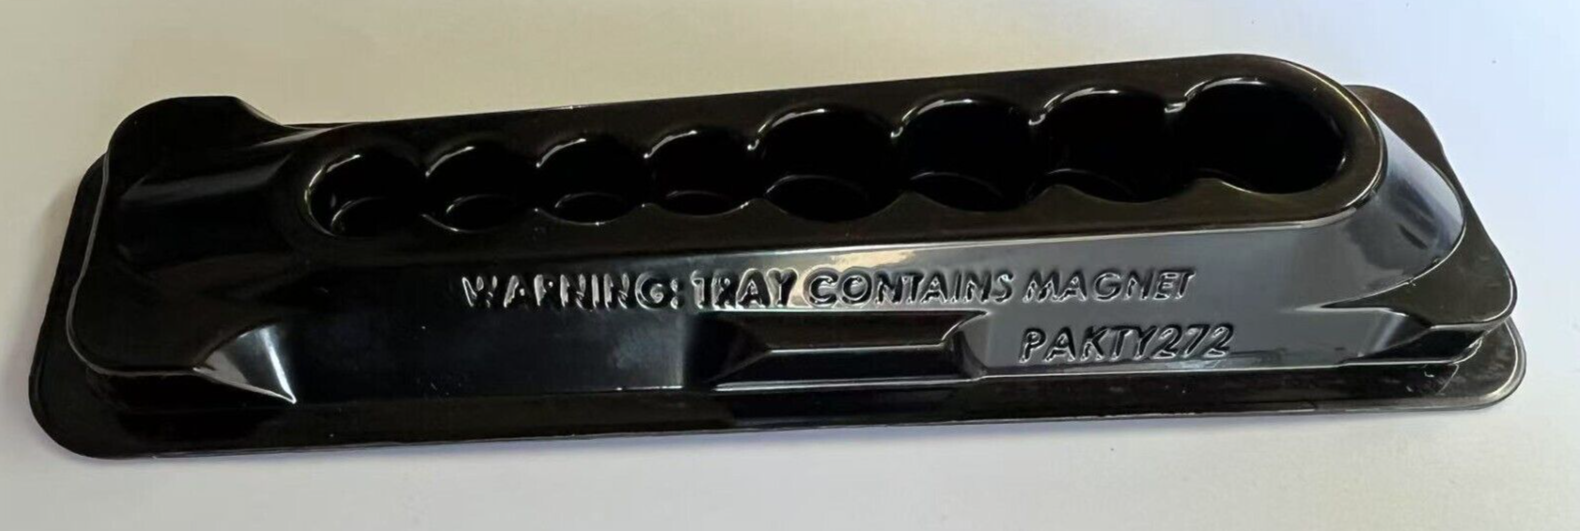 WARNING: TRAY CONTAINS MAGNET
PAKTY272